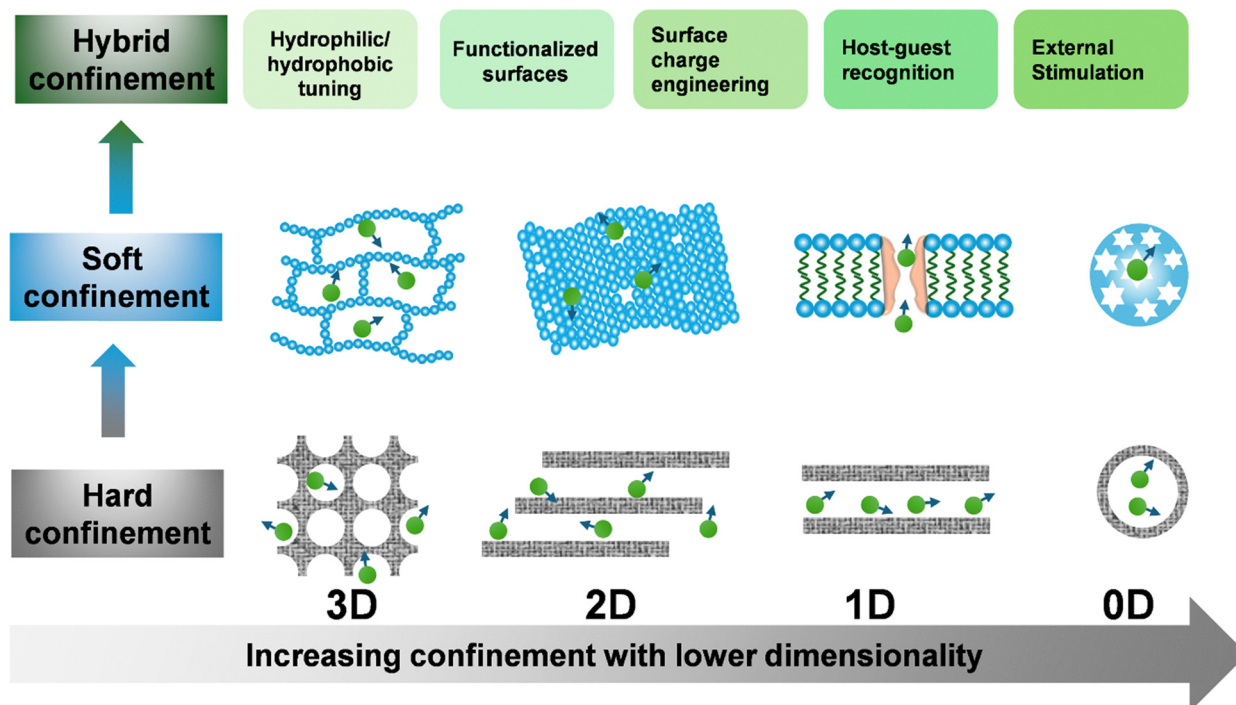 Hybrid
confinement
Hydrophilic/
hydrophobic
tuning
Functionalized
surfaces
Surface
charge
engineering
Host-guest
recognition
External
Stimulation
Soft
confinement
Hard
confinement
3D
2D
1D
0D
Increasing confinement with lower dimensionality